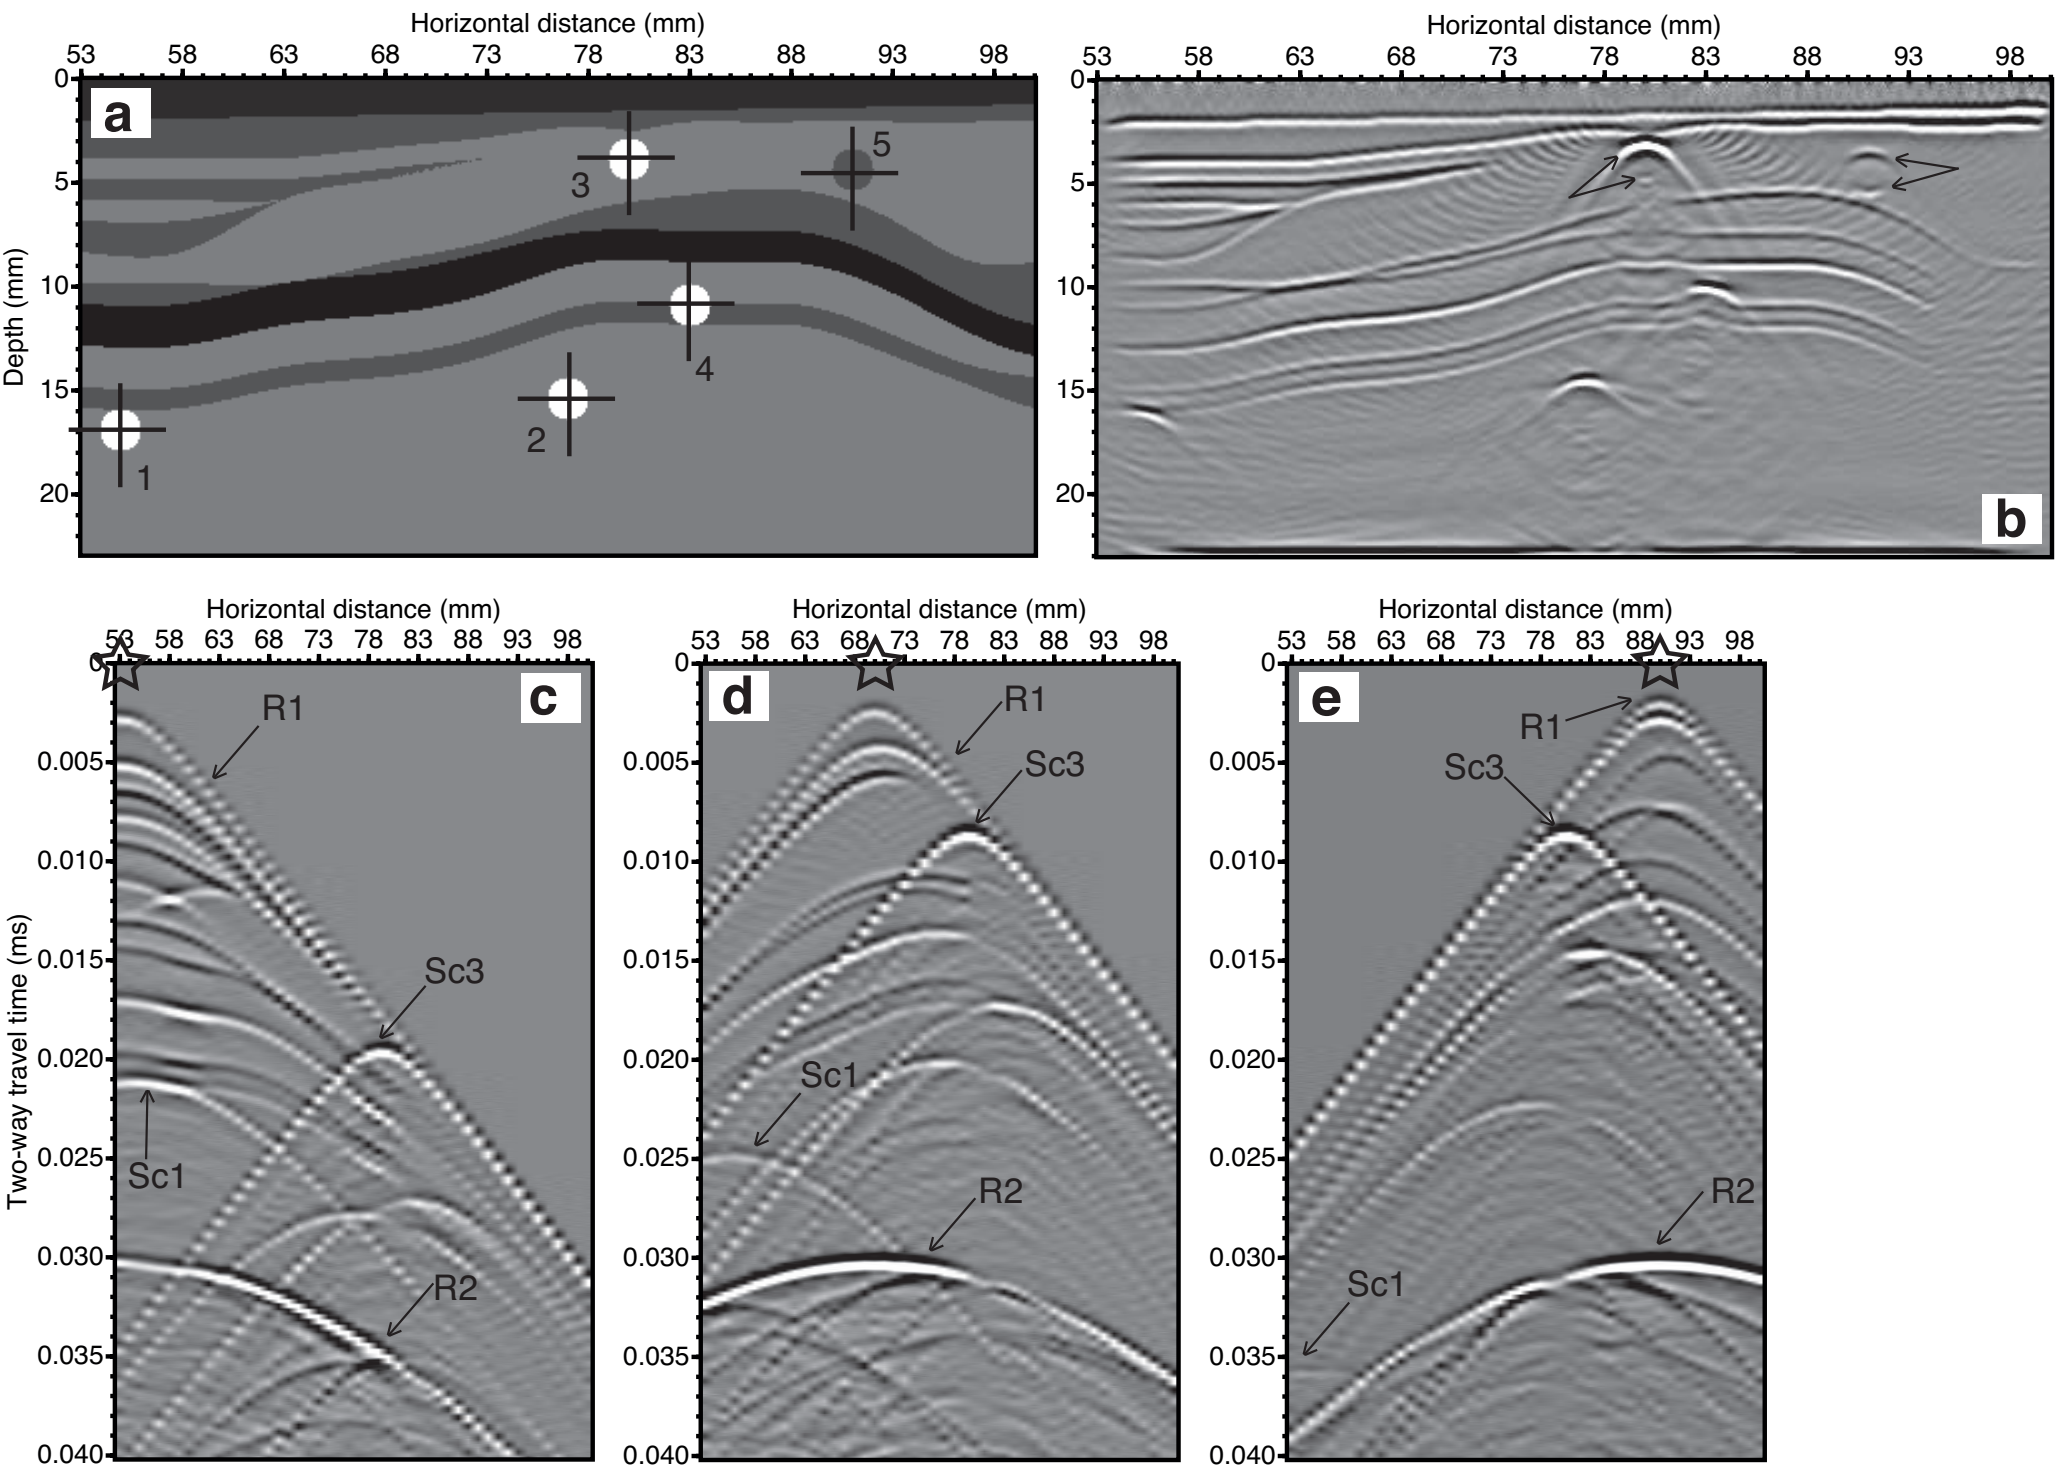 Horizontal distance (mm)
53 58 63 68 73 78 83 88 93 98
0
5
10
15
20
Depth (mm)
a
1
2
3
4
5
Horizontal distance (mm)
53 58 63 68 73 78 83 88 93 98
0
5
10
15
20
b
Horizontal distance (mm)
53 58 63 68 73 78 83 88 93 98
0
0.005
0.010
0.015
0.020
0.025
0.030
0.035
0.040
Two-way travel time (ms)
c
R1
Sc3
Sc1
R2
Horizontal distance (mm)
53 58 63 68 73 78 83 88 93 98
0
0.005
0.010
0.015
0.020
0.025
0.030
0.035
0.040
d
R1
Sc3
Sc1
R2
Horizontal distance (mm)
53 58 63 68 73 78 83 88 93 98
0
0.005
0.010
0.015
0.020
0.025
0.030
0.035
0.040
e
R1
Sc3
R2
Sc1